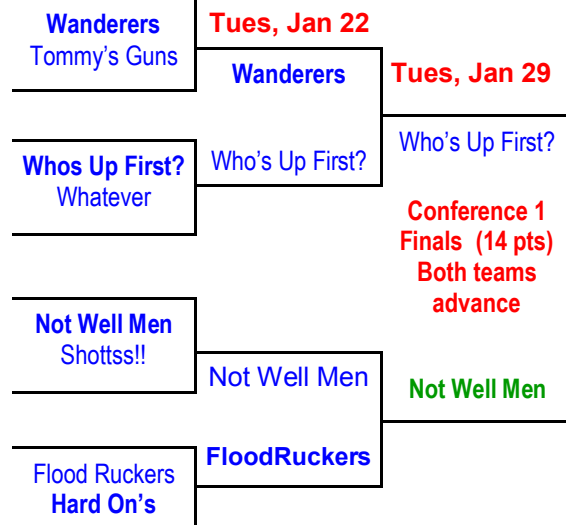 Wanderers
Tommy's Guns
Whos Up First?
Whatever
Not Well Men
Shottss!!
Flood Ruckers
Hard On's
Tues, Jan 22
Wanderers
Who's Up First?
Not Well Men
FloodRuckers
Tues, Jan 29
Who's Up First?
Conference 1
Finals (14 pts)
Both teams
advance
Not Well Men